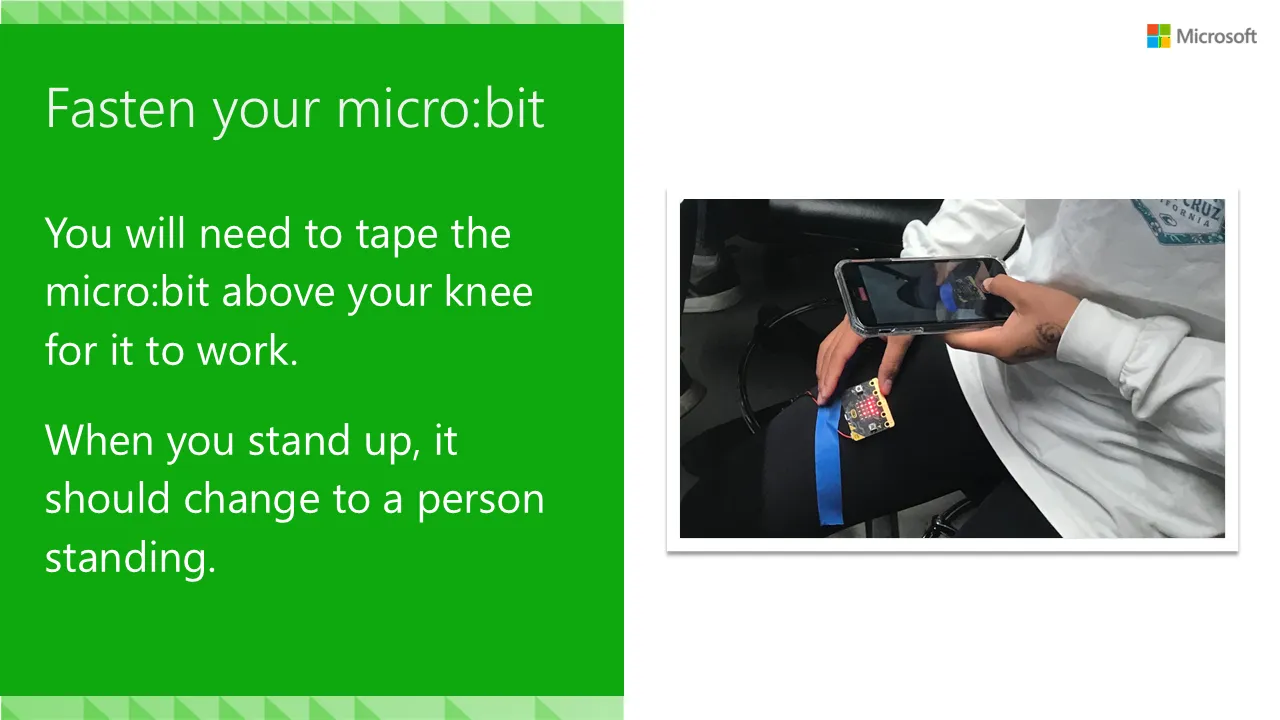 Microsoft
Fasten your micro:bit
You will need to tape the
micro:bit above your knee
for it to work.
When you stand up, it
should change to a person
standing.
CRUZ